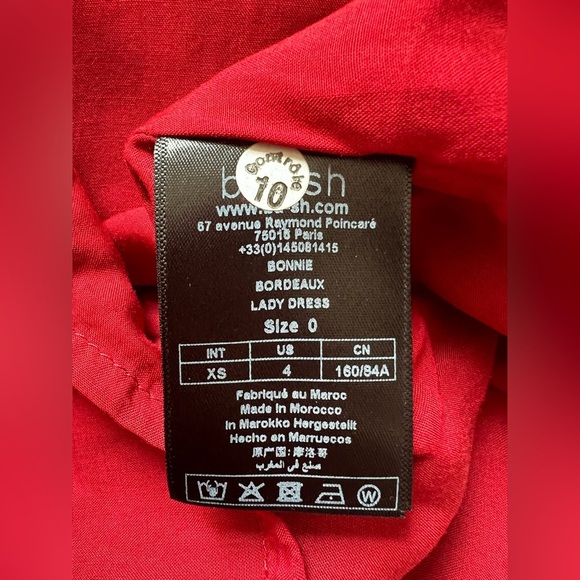 Contrôle
10
www.ba-sh.com
67 avenue Raymond Poincaré
75016 Paris
+33(0)145081415
BONNIE
BORDEAUX
LADY DRESS
Size 0
INT US CN
XS 4 160/84A
Fabriqué au Maroc
Made in Morocco
In Marokko Hergestellt
Hecho en Marruecos
原产国: 摩洛哥
صنع في المغرب
W